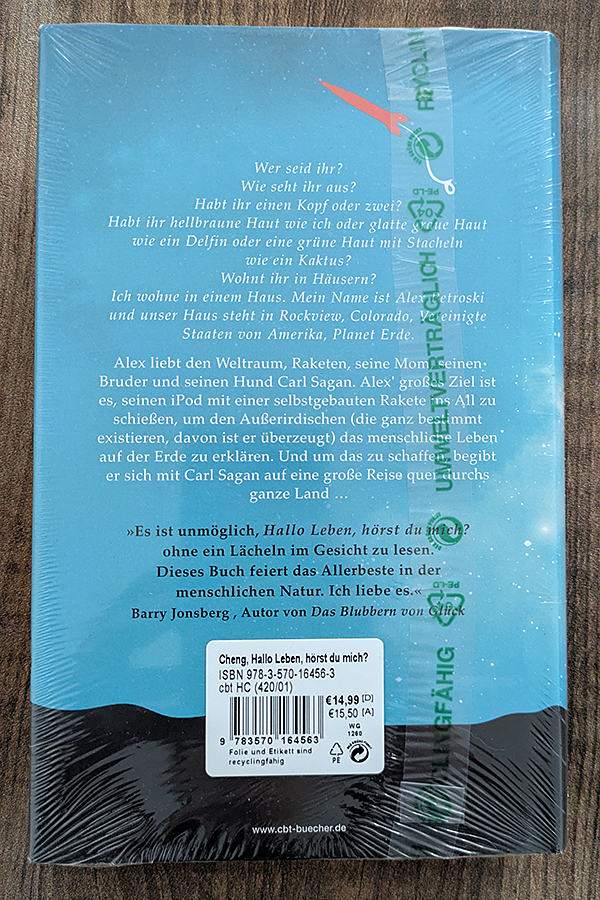 Wer seid ihr?
Wie seht ihr aus?
Habt ihr einen Kopf oder zwei?
Habt ihr hellbraune Haut wie ich oder glatte graue Haut
wie ein Delfin oder eine grüne Haut mit Stacheln
wie ein Kaktus?
Wohnt ihr in Häusern?
Ich wohne in einem Haus. Mein Name ist Alex Petroski
und unser Haus steht in Rockview, Colorado, Vereinigte
Staaten von Amerika, Planet Erde.
Alex liebt den Weltraum, Raketen, seine Mom, seinen
Bruder und seinen Hund Carl Sagan. Alex' großes Ziel ist
es, seinen iPod mit einer selbstgebauten Rakete ins All zu
schießen, um den Außerirdischen (die ganz bestimmt
existieren, davon ist er überzeugt) das menschliche Leben
auf der Erde zu erklären. Und um das zu schaffen, begibt
er sich mit Carl Sagan auf eine große Reise quer durchs
ganze Land ...
»Es ist unmöglich, Hallo Leben, hörst du mich?
ohne ein Lächeln im Gesicht zu lesen.
Dieses Buch feiert das Allerbeste in der
menschlichen Natur. Ich liebe es.«
Barry Jonsberg , Autor von Das Blubbern von Glück
Cheng, Hallo Leben, hörst du mich?
ISBN 978-3-570-16456-3
cbt HC (420/01)
€14,99 [D]
€15,50 [A]
WG
1260
9 783570 164563
Folie und Etikett sind
recyclingfähig
PE
www.cbt-buecher.de
CLINGFÄHIG
PE-LD
UMWELTVERTRÄGLICH
04
PE-LD
RECYCLIN